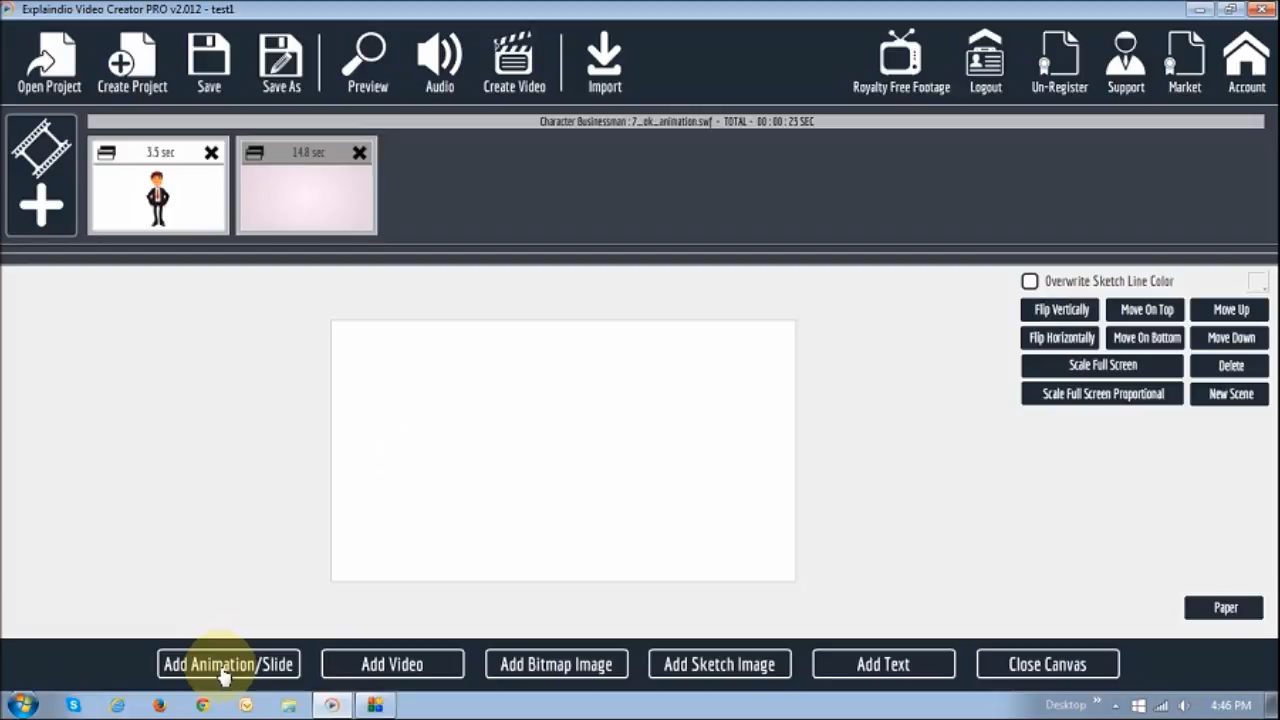 Explaindio Video Creator PRO v2.012 - test1
Open Project
Create Project
Save
Save As
Preview
Audio
Create Video
Import
Royalty Free Footage
Logout
Un-Register
Support
Market
Account
Character Businessman : 7_ok_animation.swf - TOTAL - 00 : 00 : 23 SEC
3.5 sec
14.8 sec
Overwrite Sketch Line Color
Flip Vertically
Move On Top
Move Up
Flip Horizontally
Move On Bottom
Move Down
Scale Full Screen
Delete
Scale Full Screen Proportional
New Scene
Paper
Add Animation/Slide
Add Video
Add Bitmap Image
Add Sketch Image
Add Text
Close Canvas
Desktop
4:46 PM